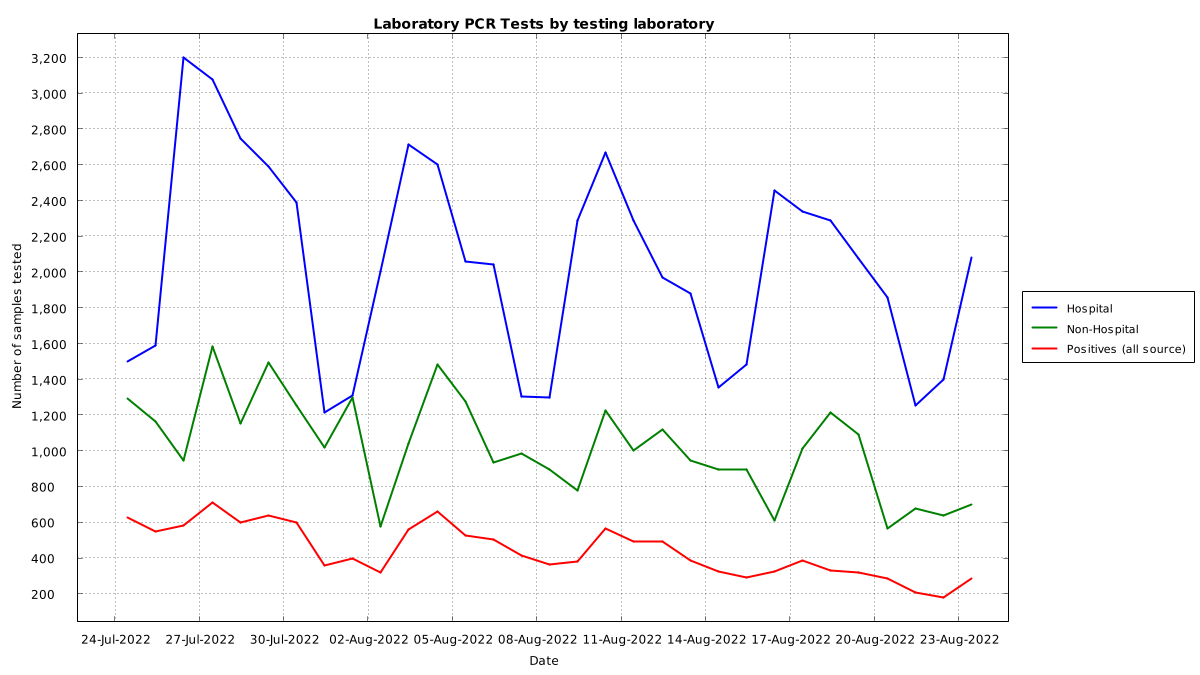 Laboratory PCR Tests by testing laboratory
3,200
3,000
2,800
2,600
2,400
2,200
2,000
1,800
1,600
1,400
1,200
1,000
800
600
400
200
Number of samples tested
24-Jul-2022 27-Jul-2022 30-Jul-2022 02-Aug-2022 05-Aug-2022 08-Aug-2022 11-Aug-2022 14-Aug-2022 17-Aug-2022 20-Aug-2022 23-Aug-2022
Date
Hospital
Non-Hospital
Positives (all source)